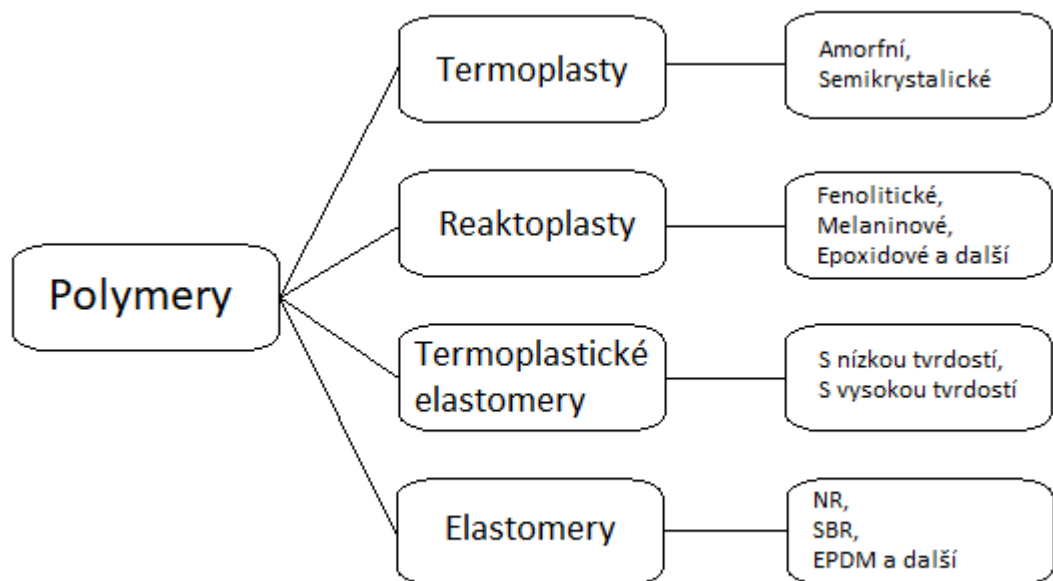 Polymery
Termoplasty
Amorfní,
Semikrystalické
Reaktoplasty
Fenolitické,
Melaninové,
Epoxidové a další
Termoplastické
elastomery
S nízkou tvrdostí,
S vysokou tvrdostí
Elastomery
NR,
SBR,
EPDM a další